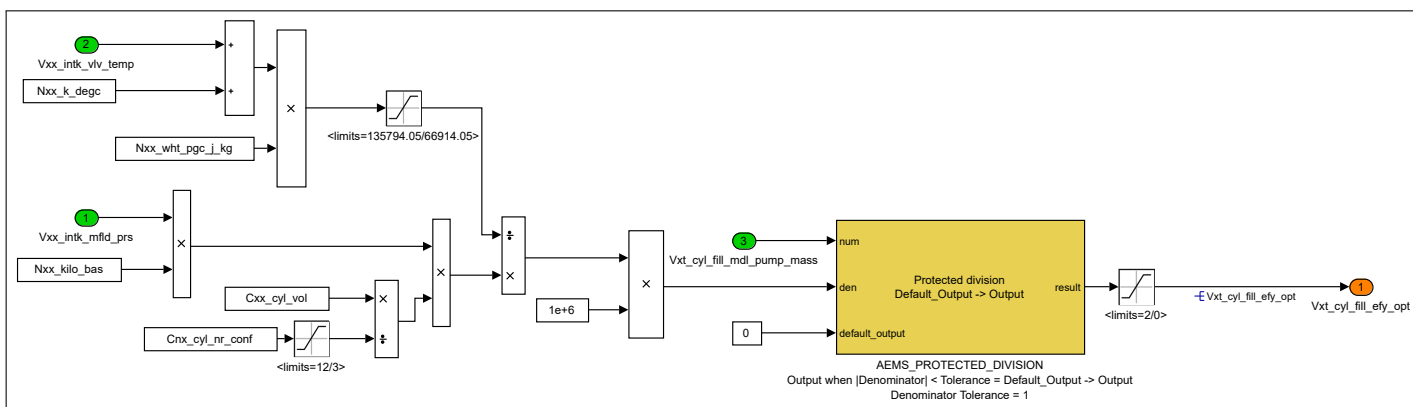 2
Vxx_intk_vlv_temp
Nxx_k_degc
+
+
×
<limits=135794.05/66914.05>
Nxx_wht_pgc_j_kg
1
Vxx_intk_mfld_prs
Nxx_kilo_bas
×
Cxx_cyl_vol
Cnx_cyl_nr_conf
<limits=12/3>
×
÷
×
÷
×
1e+6
×
3
Vxt_cyl_fill_mdl_pump_mass
0
num
den
default_output
Protected division
Default_Output -> Output
result
AEMS_PROTECTED_DIVISION
Output when |Denominator| < Tolerance = Default_Output -> Output
Denominator Tolerance = 1
<limits=2/0>
Vxt_cyl_fill_efy_opt
1
Vxt_cyl_fill_efy_opt